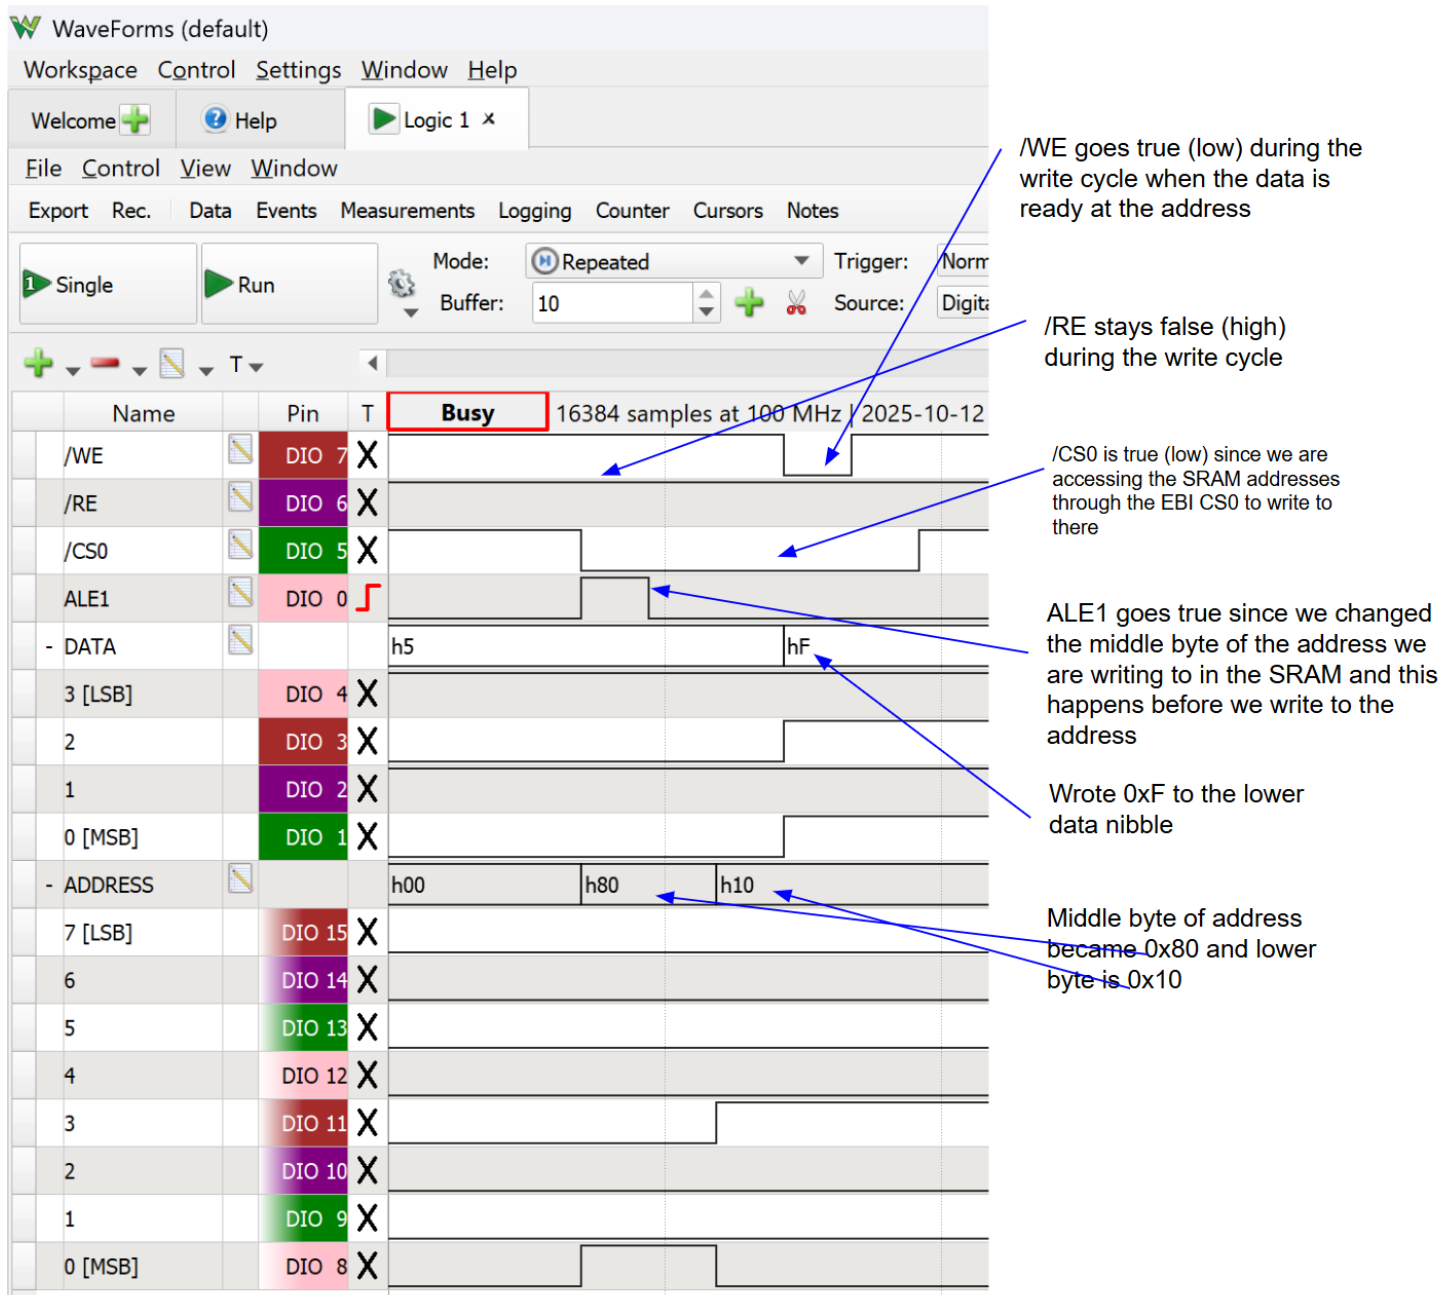 WaveForms (default)
Workspace Control Settings Window Help
Welcome Help Logic 1
File Control View Window
Export Rec. Data Events Measurements Logging Counter Cursors Notes
Single Run Mode: Repeated Trigger: Norm
Buffer: 10 Source: Digita
T
Name Pin T Busy 16384 samples at 100 MHz | 2025-10-12
/WE DIO 7 X
/RE DIO 6 X
/CS0 DIO 5 X
ALE1 DIO 0
- DATA h5 hF
3 [LSB] DIO 4 X
2 DIO 3 X
1 DIO 2 X
0 [MSB] DIO 1 X
- ADDRESS h00 h80 h10
7 [LSB] DIO 15 X
6 DIO 14 X
5 DIO 13 X
4 DIO 12 X
3 DIO 11 X
2 DIO 10 X
1 DIO 9 X
0 [MSB] DIO 8 X
/WE goes true (low) during the
write cycle when the data is
ready at the address
/RE stays false (high)
during the write cycle
/CS0 is true (low) since we are
accessing the SRAM addresses
through the EBI CS0 to write to
there
ALE1 goes true since we changed
the middle byte of the address we
are writing to in the SRAM and this
happens before we write to the
address
Wrote 0xF to the lower
data nibble
Middle byte of address
became 0x80 and lower
byte is 0x10